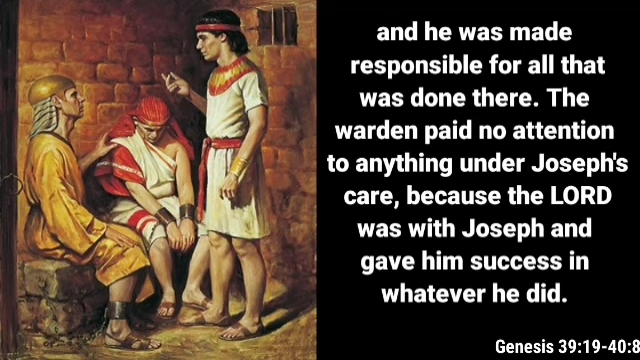 and he was made
responsible for all that
was done there. The
warden paid no attention
to anything under Joseph's
care, because the LORD
was with Joseph and
gave him success in
whatever he did.
Genesis 39:19-40:8